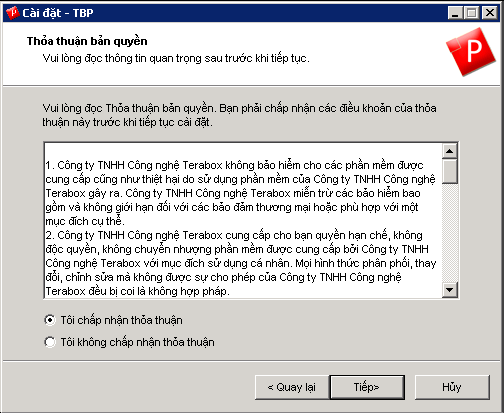 Cài đặt - TBP
Thỏa thuận bản quyền
Vui lòng đọc thông tin quan trọng sau trước khi tiếp tục.
P
Vui lòng đọc Thỏa thuận bản quyền. Bạn phải chấp nhận các điều khoản của thỏa
thuận này trước khi tiếp tục cài đặt.
1. Công ty TNHH Công nghệ Terabox không bảo hiểm cho các phần mềm được
cung cấp cũng như thiệt hại do sử dụng phần mềm của Công ty TNHH Công nghệ
Terabox gây ra. Công ty TNHH Công nghệ Terabox miễn trừ các bảo hiểm bao
gồm và không giới hạn đối với các bảo đảm thương mại hoặc phù hợp với một
mục đích cụ thể.
2. Công ty TNHH Công nghệ Terabox cung cấp cho bạn quyền hạn chế, không
độc quyền, không chuyển nhượng phần mềm được cung cấp bởi Công ty TNHH
Công nghệ Terabox với mục đích sử dụng cá nhân. Mọi hình thức phân phối, thay
đổi, chỉnh sửa mà không được sự cho phép của Công ty TNHH Công nghệ
Terabox đều bị coi là không hợp pháp.
Tôi chấp nhận thỏa thuận
Tôi không chấp nhận thỏa thuận
< Quay lại
Tiếp>
Hủy